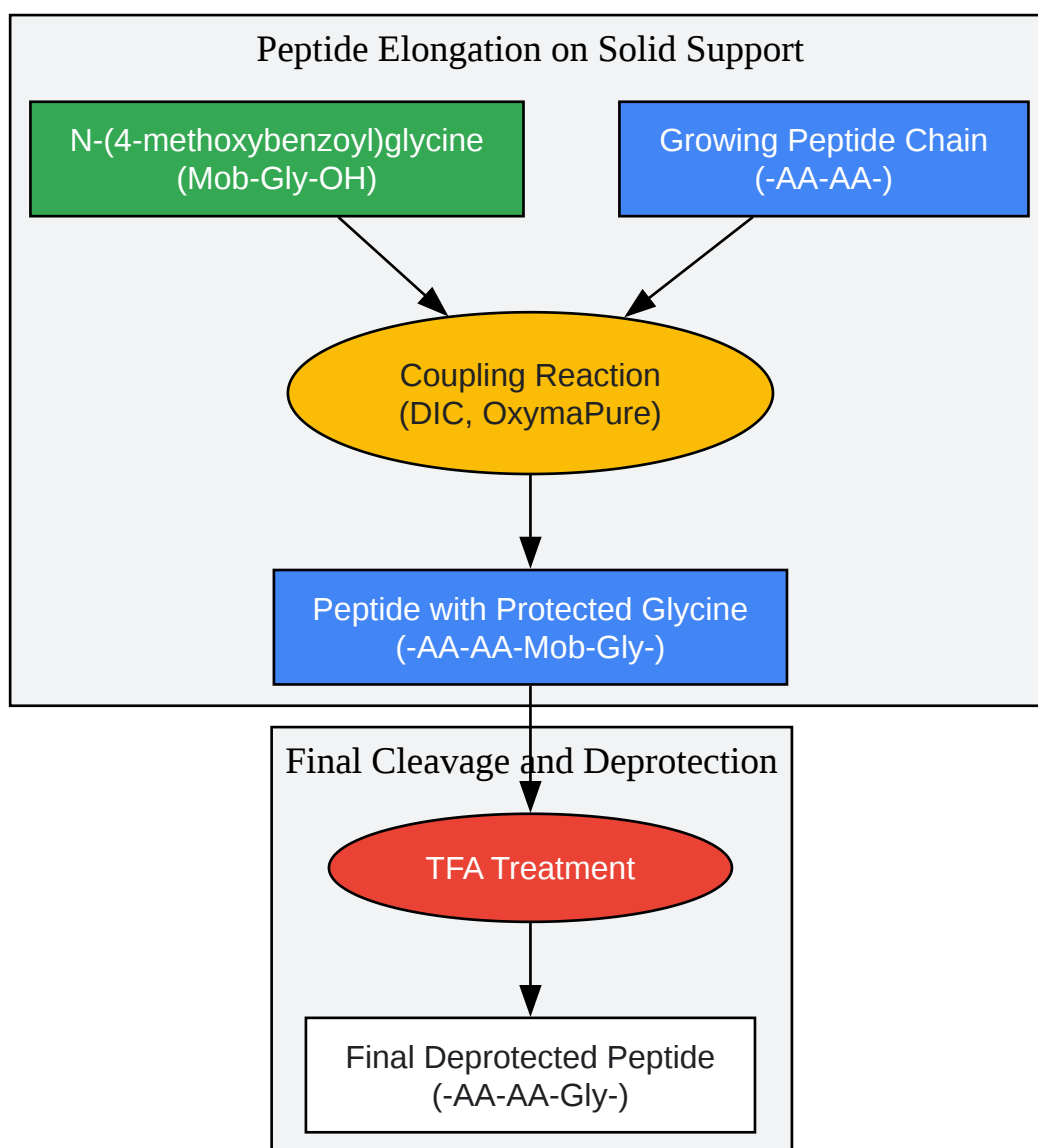 Peptide Elongation on Solid Support
N-(4-methoxybenzoyl)glycine
(Mob-Gly-OH)
Growing Peptide Chain
(-AA-AA-)
Coupling Reaction
(DIC, OxymaPure)
Peptide with Protected Glycine
(-AA-AA-Mob-Gly-)
Final Cleavage and Deprotection
TFA Treatment
Final Deprotected Peptide
(-AA-AA-Gly-)